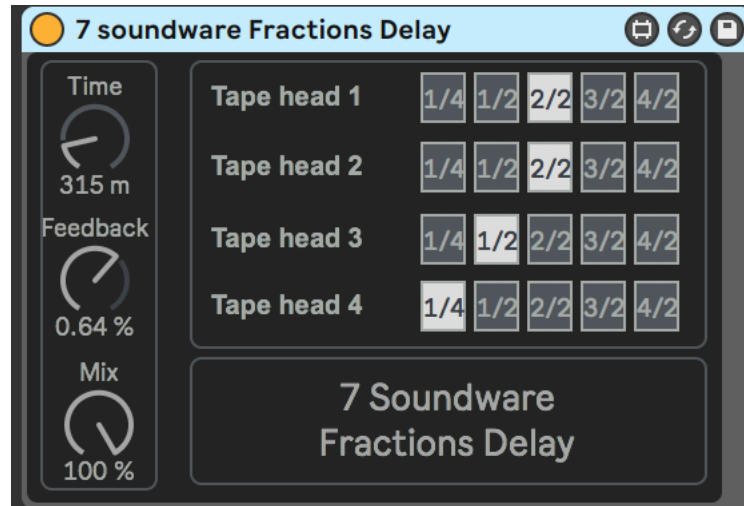 7 soundware Fractions Delay
Time
315 m
Feedback
0.64 %
Mix
100 %
Tape head 1 1/4 1/2 2/2 3/2 4/2
Tape head 2 1/4 1/2 2/2 3/2 4/2
Tape head 3 1/4 1/2 2/2 3/2 4/2
Tape head 4 1/4 1/2 2/2 3/2 4/2
7 Soundware
Fractions Delay